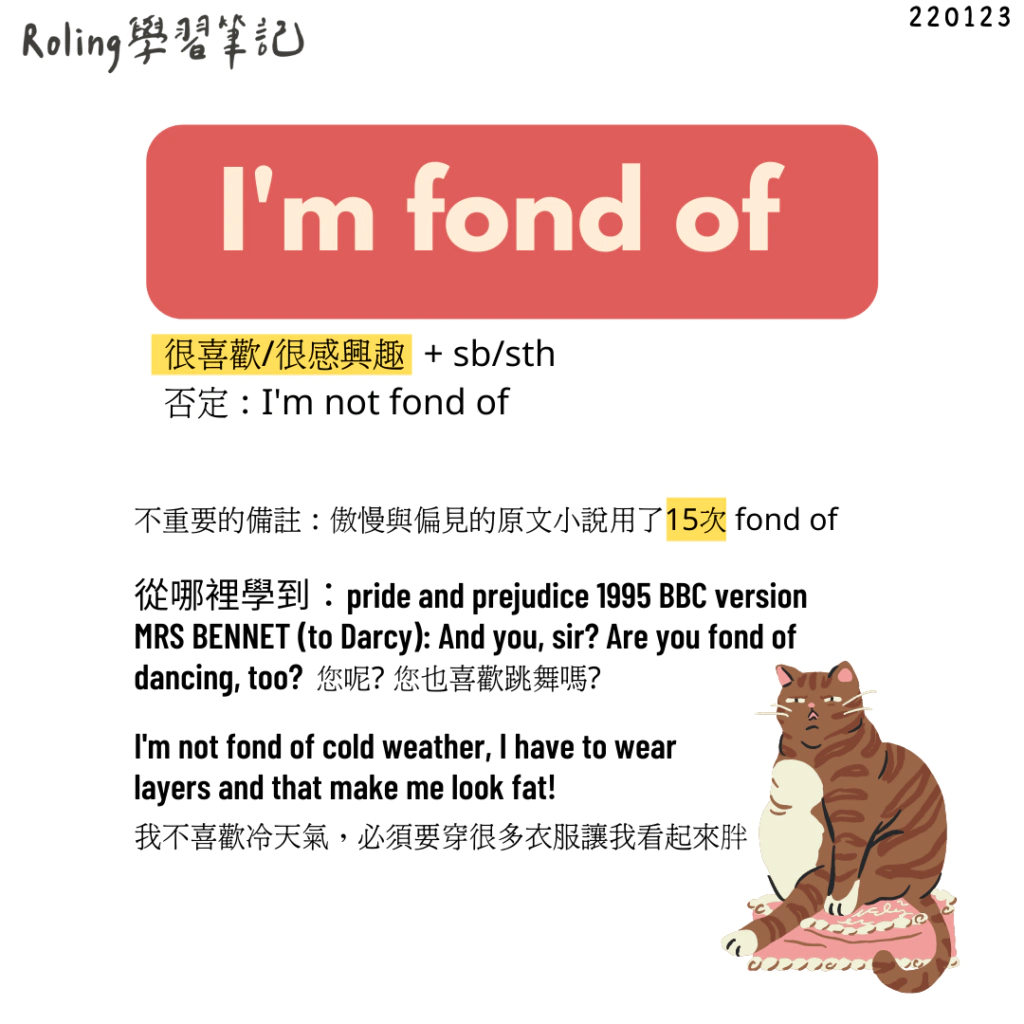 Roling學習筆記
220123
I'm fond of
很喜歡/很感興趣 + sb/sth
否定：I'm not fond of
不重要的備註：傲慢與偏見的原文小說用了15次 fond of
從哪裡學到：pride and prejudice 1995 BBC version
MRS BENNET (to Darcy): And you, sir? Are you fond of
dancing, too? 您呢? 您也喜歡跳舞嗎?
I'm not fond of cold weather, I have to wear
layers and that make me look fat!
我不喜歡冷天氣，必須要穿很多衣服讓我看起來胖